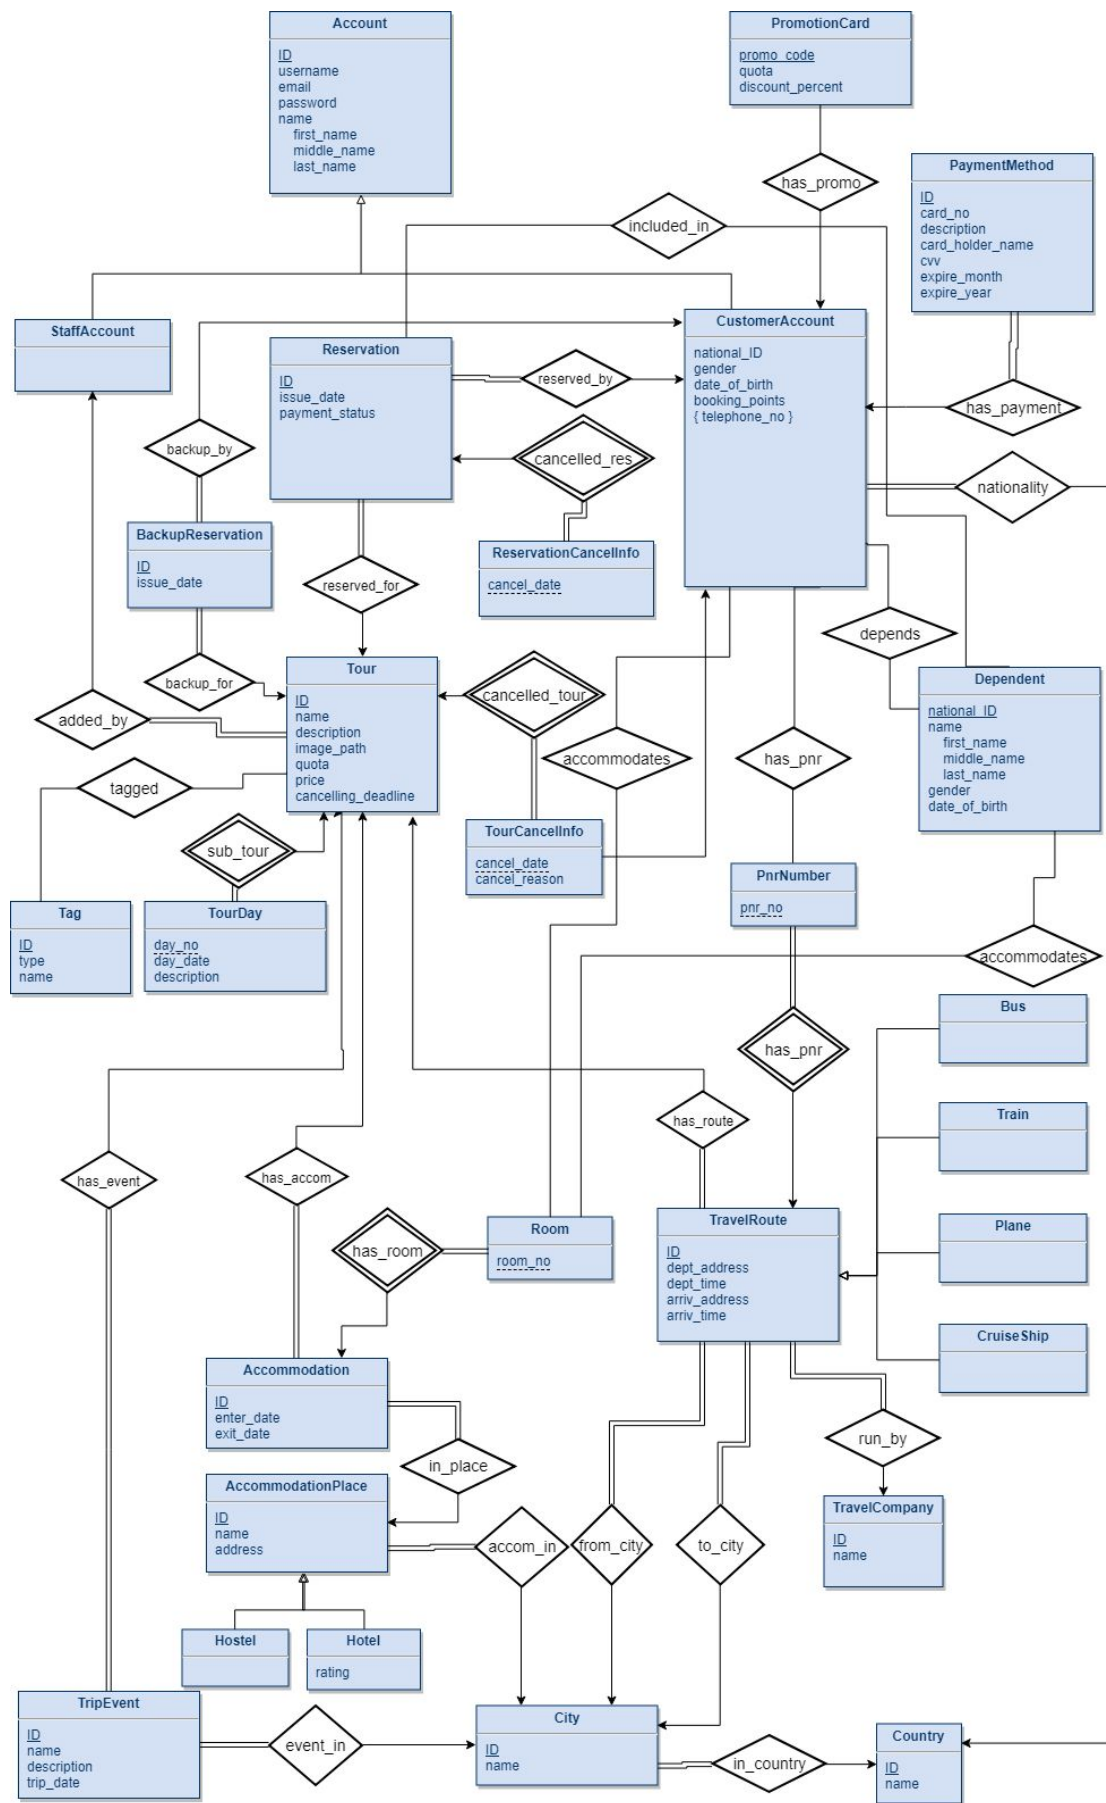 Account
ID
username
email
password
name
first_name
middle_name
last_name
PromotionCard
promo_code
quota
discount_percent
has_promo
PaymentMethod
ID
card_no
description
card_holder_name
cvv
expire_month
expire_year
included_in
StaffAccount
Reservation
ID
issue_date
payment_status
reserved_by
CustomerAccount
national_ID
gender
date_of_birth
booking_points
{ telephone_no }
has_payment
backup_by
cancelled_res
nationality
BackupReservation
ID
issue_date
reserved_for
ReservationCancelInfo
cancel_date
depends
backup_for
added_by
Tour
ID
name
description
image_path
quota
price
cancelling_deadline
cancelled_tour
accommodates
has_pnr
Dependent
national_ID
name
first_name
middle_name
last_name
gender
date_of_birth
tagged
sub_tour
TourCancelInfo
cancel_date
cancel_reason
PnrNumber
pnr_no
Tag
ID
type
name
TourDay
day_no
day_date
description
accommodates
has_pnr
Bus
Train
Plane
CruiseShip
has_event
has_accom
has_route
has_room
Room
room_no
TravelRoute
ID
dept_address
dept_time
arriv_address
arriv_time
Accommodation
ID
enter_date
exit_date
in_place
run_by
AccommodationPlace
ID
name
address
accom_in
from_city
to_city
TravelCompany
ID
name
Hostel
Hotel
rating
TripEvent
ID
name
description
trip_date
event_in
City
ID
name
in_country
Country
ID
name